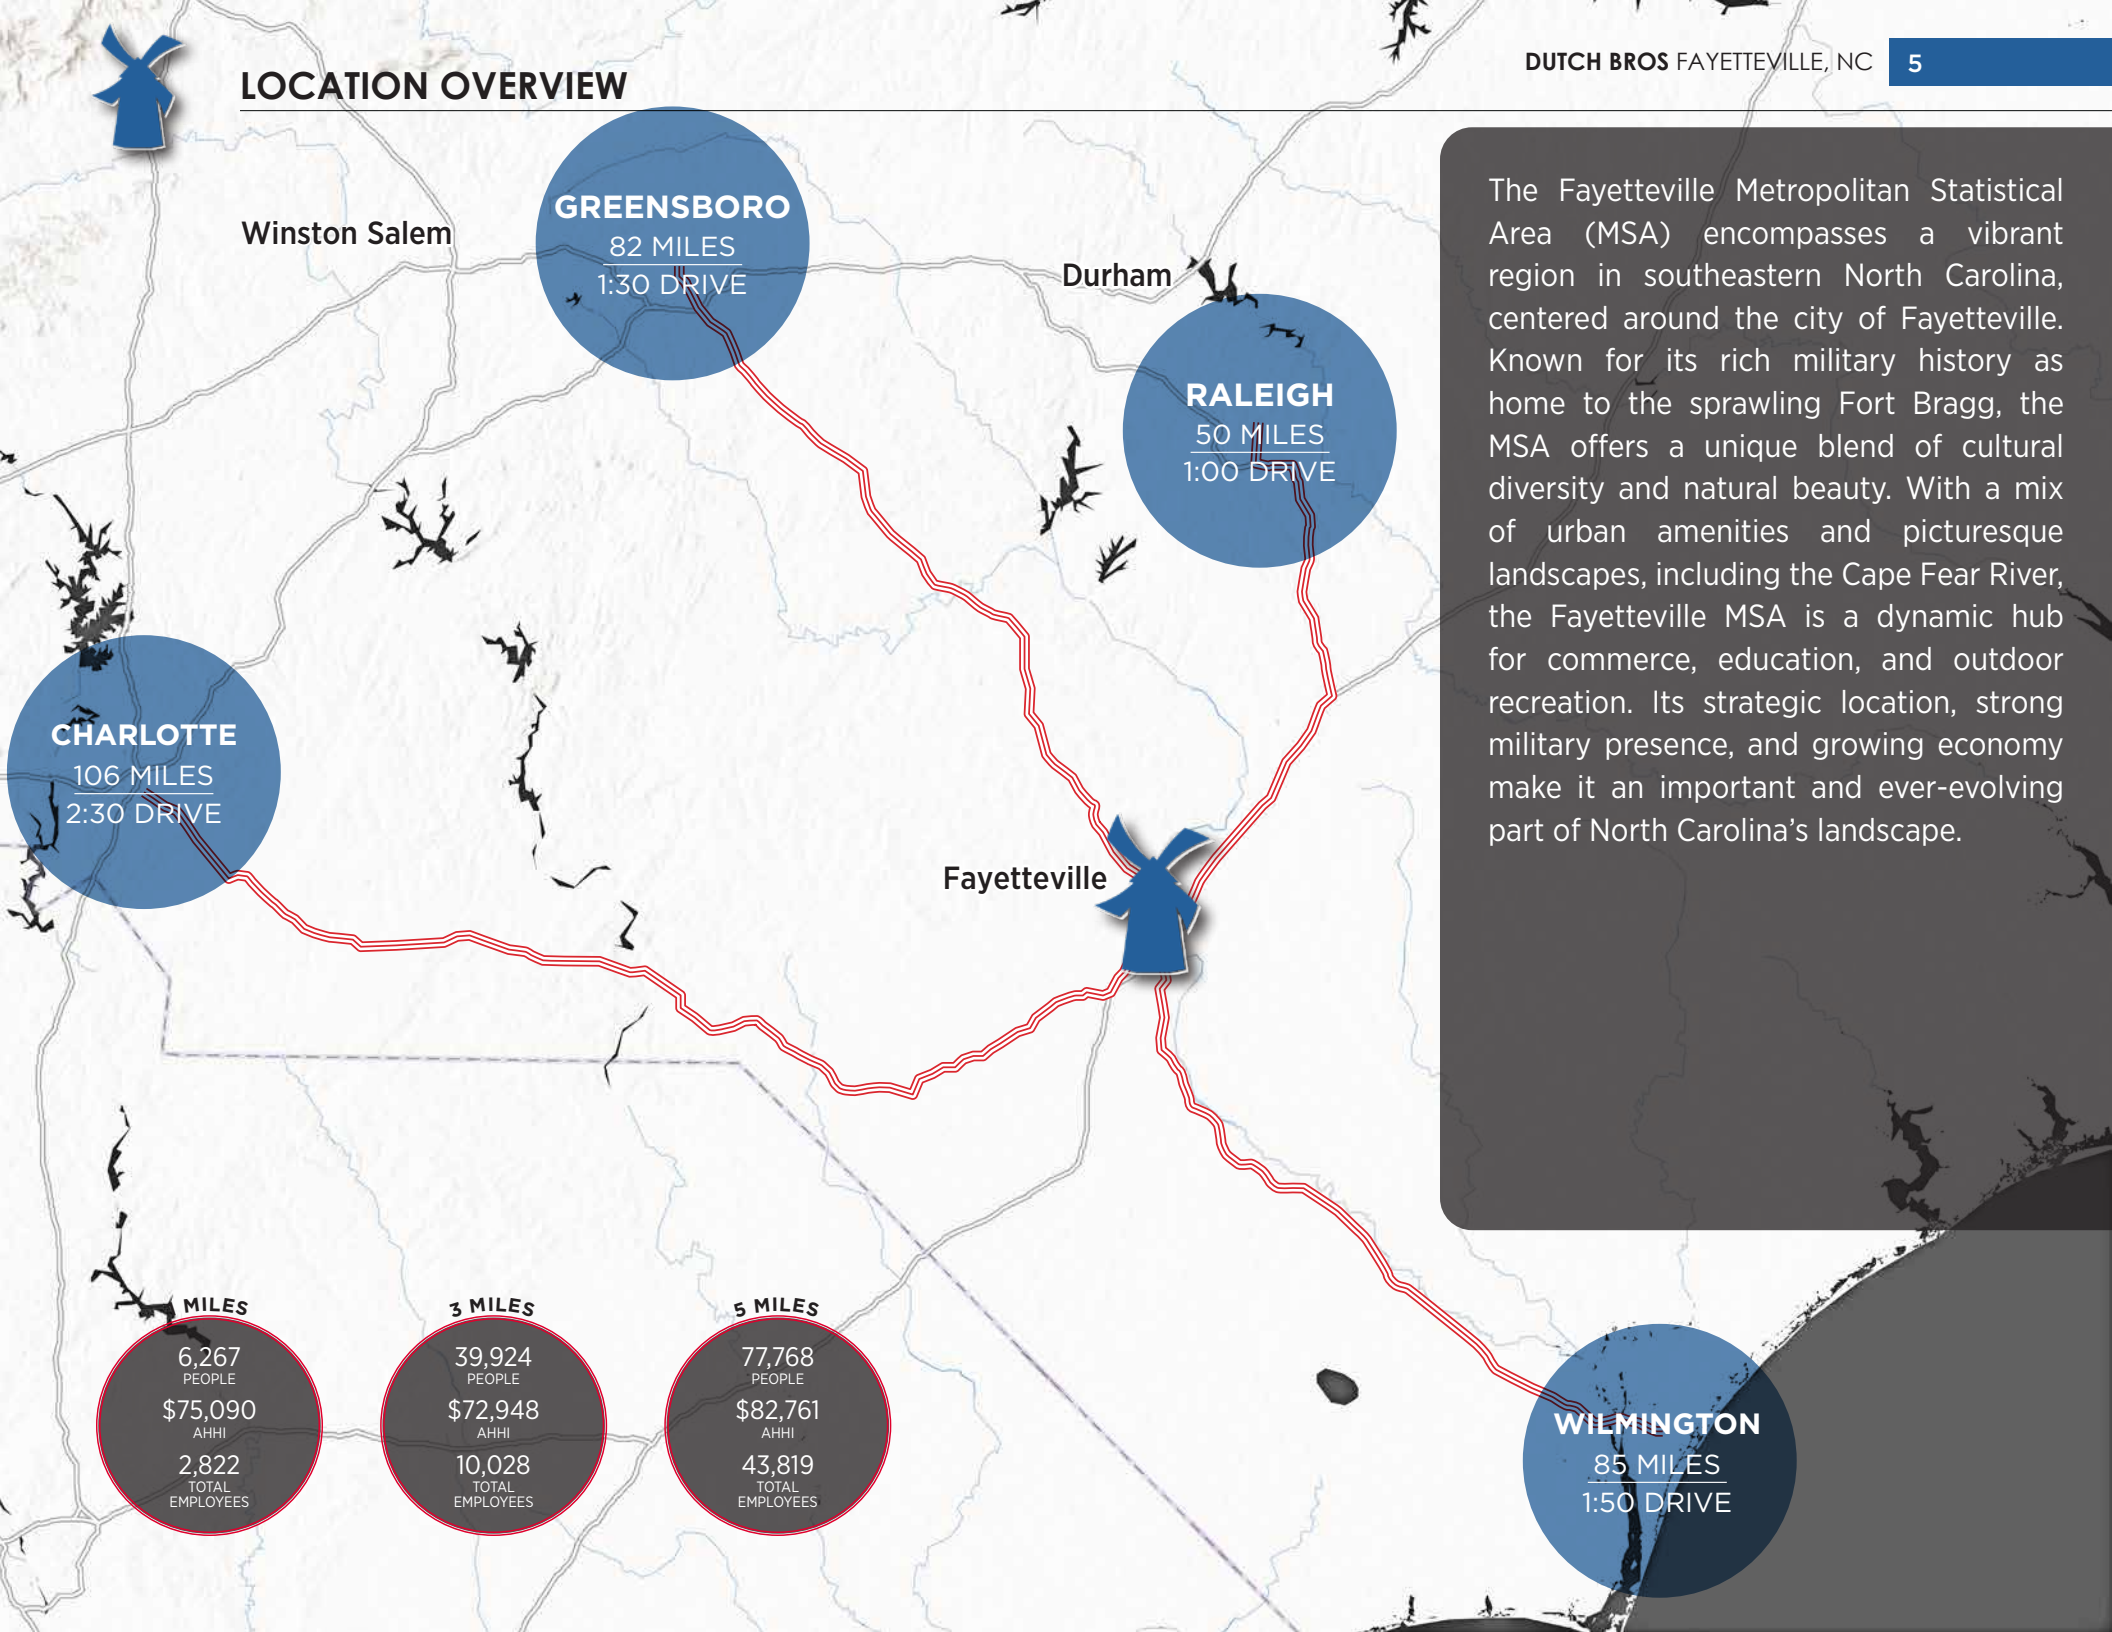 LOCATION OVERVIEW
DUTCH BROS FAYETTEVILLE, NC
5
GREENSBORO
82 MILES
1:30 DRIVE
Winston Salem
Durham
RALEIGH
50 MILES
1:00 DRIVE
CHARLOTTE
106 MILES
2:30 DRIVE
Fayetteville
WILMINGTON
85 MILES
1:50 DRIVE
The Fayetteville Metropolitan Statistical
Area (MSA) encompasses a vibrant
region in southeastern North Carolina,
centered around the city of Fayetteville.
Known for its rich military history as
home to the sprawling Fort Bragg, the
MSA offers a unique blend of cultural
diversity and natural beauty. With a mix
of urban amenities and picturesque
landscapes, including the Cape Fear River,
the Fayetteville MSA is a dynamic hub
for commerce, education, and outdoor
recreation. Its strategic location, strong
military presence, and growing economy
make it an important and ever-evolving
part of North Carolina's landscape.
MILES
6,267
PEOPLE
$75,090
AHHI
2,822
TOTAL
EMPLOYEES
3 MILES
39,924
PEOPLE
$72,948
AHHI
10,028
TOTAL
EMPLOYEES
5 MILES
77,768
PEOPLE
$82,761
AHHI
43,819
TOTAL
EMPLOYEES